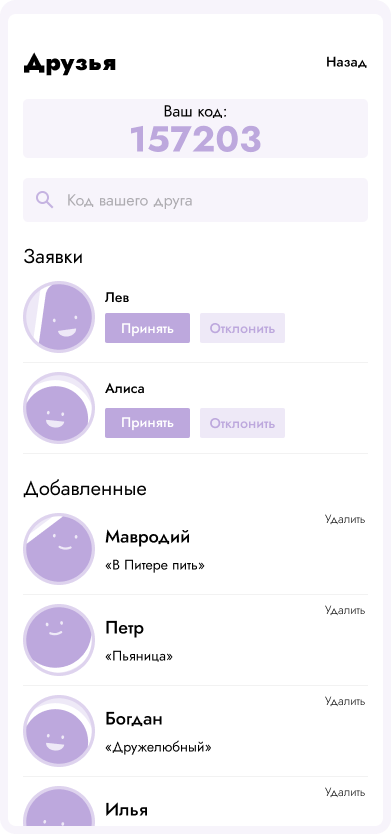 Друзья
Назад
Ваш код:
157203
Код вашего друга
Заявки
Лев
Принять
Отклонить
Алиса
Принять
Отклонить
Добавленные
Удалить
Мавродий
«В Питере пить»
Удалить
Петр
«Пьяница»
Удалить
Богдан
«Дружелюбный»
Удалить
Илья